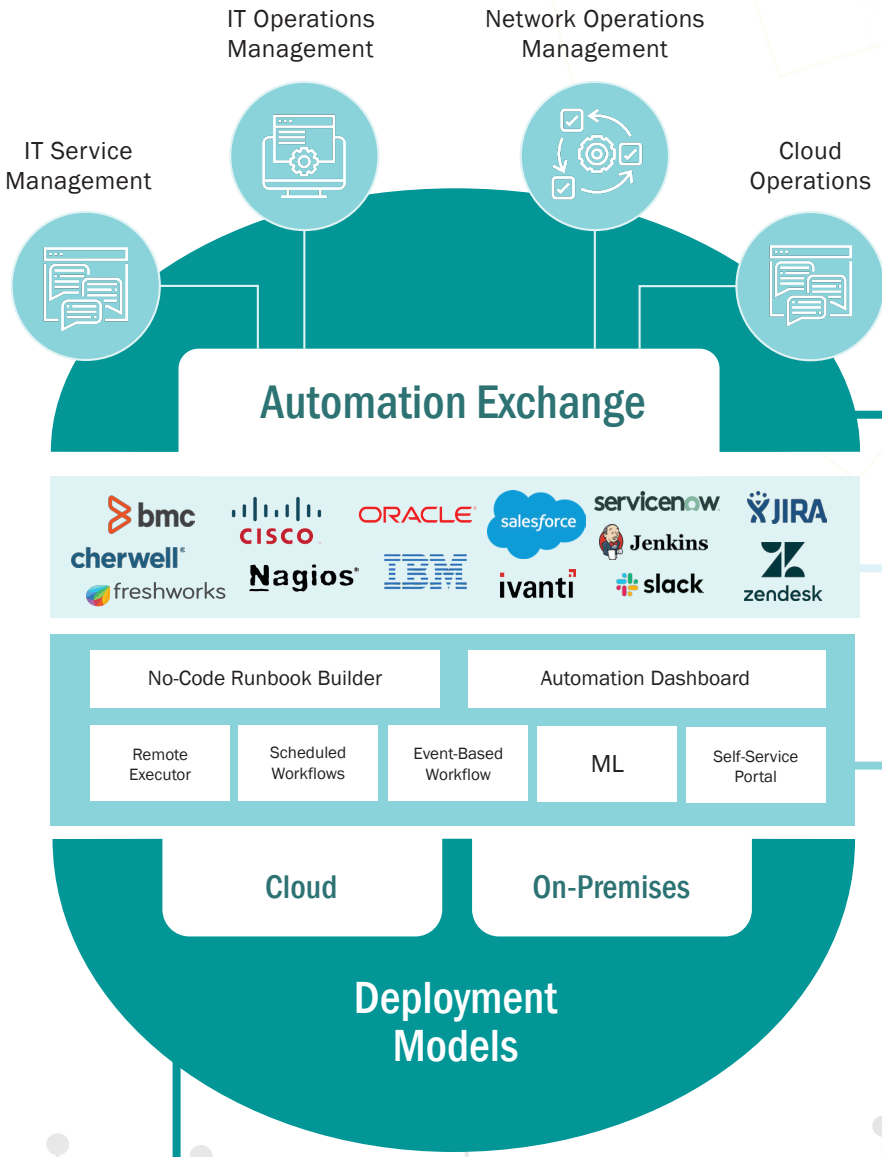 IT Operations
Management
Network Operations
Management
IT Service
Management
Cloud
Operations
Automation Exchange
bmc
CISCO
ORACLE
salesforce
servicenow
JIRA
cherwell
freshworks
Nagios
IBM
ivanti
Jenkins
slack
zendesk
No-Code Runbook Builder
Automation Dashboard
Remote
Executor
Scheduled
Workflows
Event-Based
Workflow
ML
Self-Service
Portal
Cloud
On-Premises
Deployment
Models